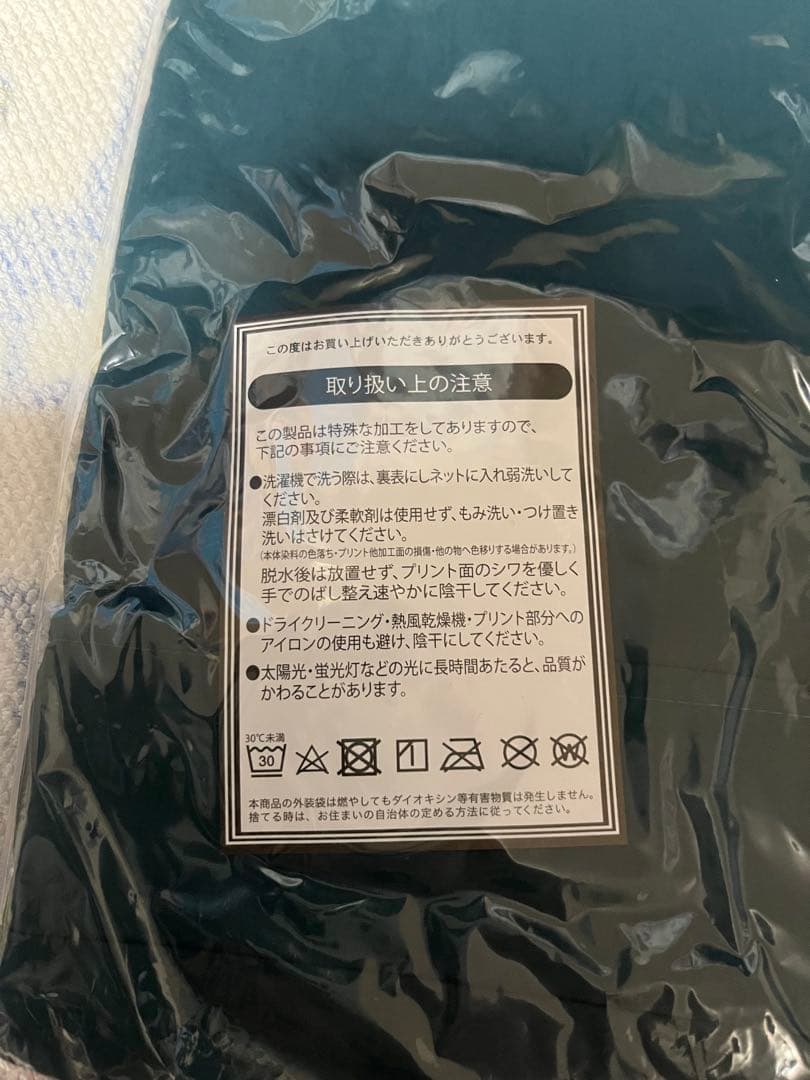 この度はお買い上げいただきありがとうございます。
取り扱い上の注意
この製品は特殊な加工をしてありますので、
下記の事項にご注意ください。
●洗濯機で洗う際は、裏表にしネットに入れ弱洗いして
ください。
漂白剤及び柔軟剤は使用せず、もみ洗い・つけ置き
洗いはさけてください。
(本体染料の色落ち・プリント他加工面の損傷・他の物へ色移りする場合があります。)
脱水後は放置せず、プリント面のシワを優しく
手でのばし整え速やかに陰干してください。
●ドライクリーニング・熱風乾燥機・プリント部分への
アイロンの使用も避け、陰干にしてください。
●太陽光・蛍光灯などの光に長時間あたると、品質が
かわることがあります。
30℃未満
30
W
本商品の外装袋は燃やしてもダイオキシン等有害物質は発生しません。
捨てる時は、お住まいの自治体の定める方法に従ってください。